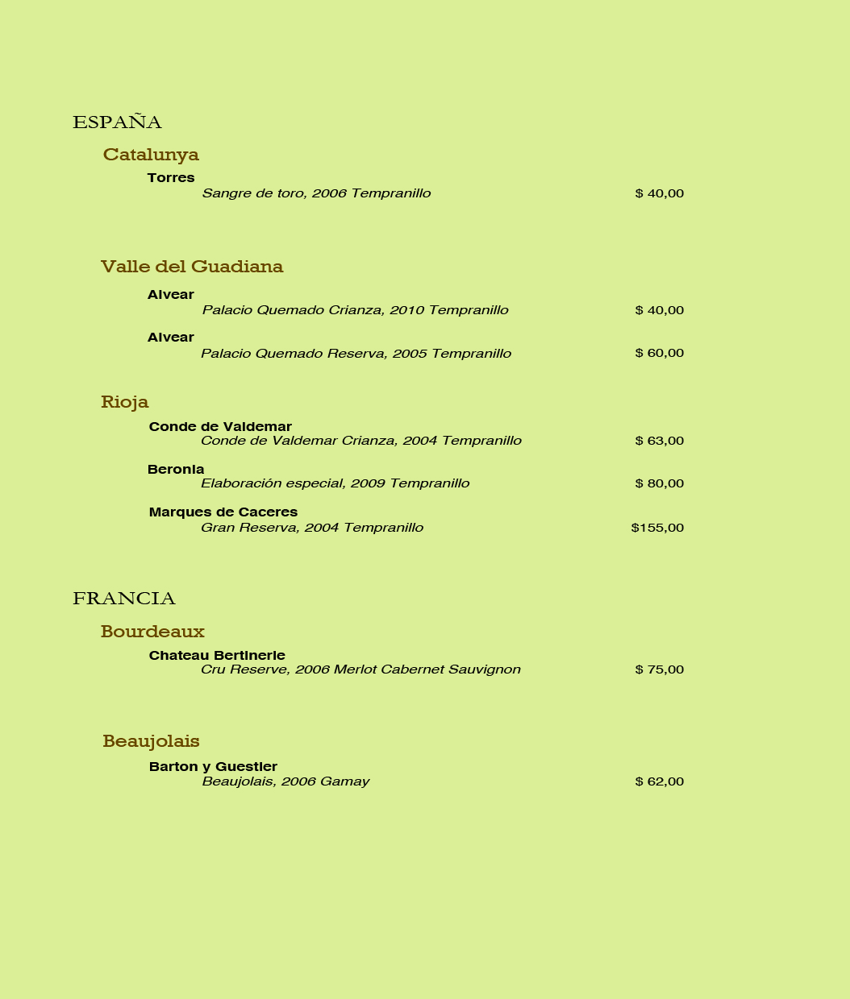 ESPAÑA
Catalunya
Torres
Sangre de toro, 2006 Tempranillo $ 40,00
Valle del Guadiana
Alvear
Palacio Quemado Crianza, 2010 Tempranillo $ 40,00
Alvear
Palacio Quemado Reserva, 2005 Tempranillo $ 60,00
Rioja
Conde de Valdemar
Conde de Valdemar Crianza, 2004 Tempranillo $ 63,00
Beronia
Elaboración especial, 2009 Tempranillo $ 80,00
Marques de Caceres
Gran Reserva, 2004 Tempranillo $155,00
FRANCIA
Bourdeaux
Chateau Bertinerie
Cru Reserve, 2006 Merlot Cabernet Sauvignon $ 75,00
Beaujolais
Barton y Guestier
Beaujolais, 2006 Gamay $ 62,00